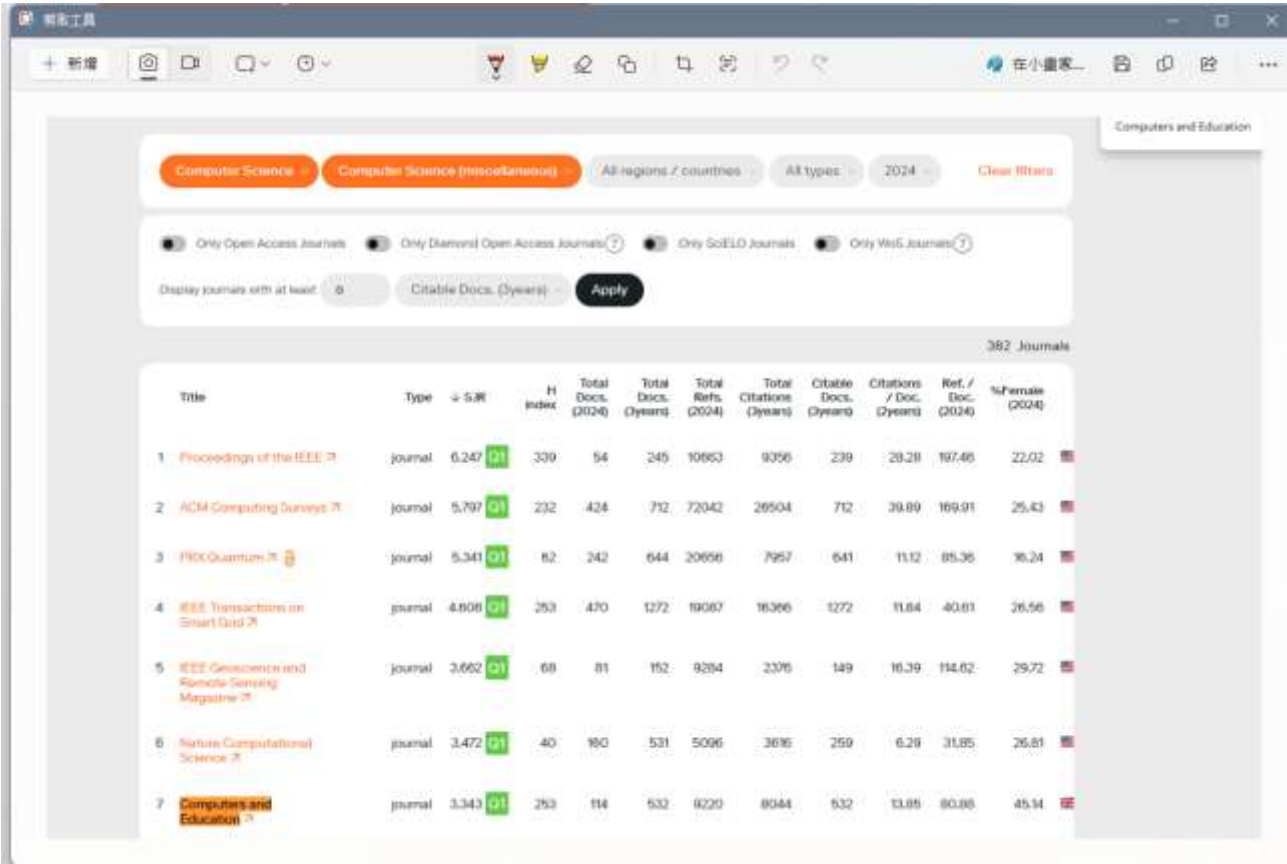 剪取工具
新增
在小畫家...
Computers and Education
Computer Science
Computer Science (miscellaneous)
All regions / countries
All types
2024
Clear filters
Only Open Access Journals
Only Diamond Open Access Journals ?
Only SciELO Journals
Only WoS Journals ?
Display journals with at least
0
Citable Docs. (3years)
Apply
382 Journals
Title Type ↓ SJR H index Total Docs. (2024) Total Docs. (3years) Total Refs. (2024) Total Citations (3years) Citable Docs. (3years) Citations / Doc. (2years) Ref. / Doc. (2024) %Female (2024)
1 Proceedings of the IEEE journal 6.247 Q1 339 54 245 10663 9356 239 28.28 197.46 22.02
2 ACM Computing Surveys journal 5.797 Q1 232 424 712 72042 26504 712 39.89 169.91 25.43
3 PRX Quantum journal 5.341 Q1 62 242 644 20656 7957 641 11.12 85.36 16.24
4 IEEE Transactions on journal 4.608 Q1 253 470 1272 19087 16366 1272 11.84 40.61 26.56
Smart Grid
5 IEEE Geoscience and journal 3.662 Q1 68 81 152 9284 2376 149 16.39 114.62 29.72
Remote Sensing
Magazine
6 Nature Computational journal 3.472 Q1 40 160 531 5096 3616 259 6.29 31.85 26.81
Science
7 Computers and journal 3.343 Q1 253 114 532 9220 8044 532 13.85 80.88 45.14
Education